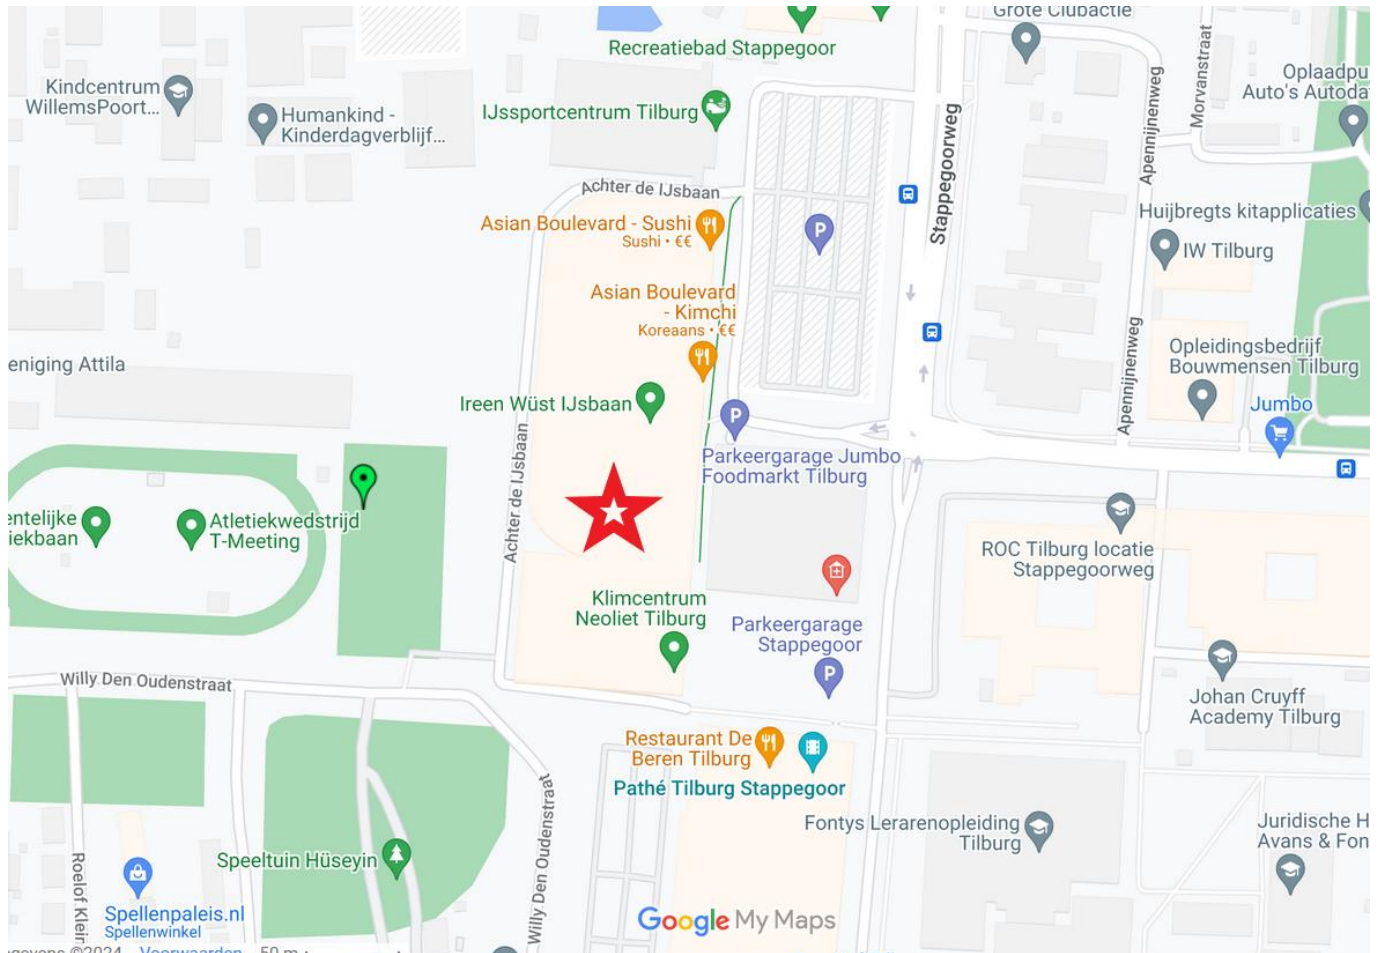 Grote Clubactie
Recreatiebad Stappegoor
Kindcentrum
WillemsPoort...
Humankind -
Kinderdagverblijf...
IJssportcentrum Tilburg
Oplaadpu
Auto's Autoda
Stappegoorweg
Apennijnenweg
Morvanstraat
Achter de IJsbaan
Asian Boulevard - Sushi
Sushi • €€
P
Huijbregts kitapplicaties
IW Tilburg
Asian Boulevard
- Kimchi
Koreaans • €€
Apennijnenweg
Opleidingsbedrijf
Bouwmensen Tilburg
eniging Attila
Ireen Wüst IJsbaan
Jumbo
P
Parkeergarage Jumbo
Foodmarkt Tilburg
Achter de IJsbaan
entelijke
iekbaan
Atletiekwedstrijd
T-Meeting
ROC Tilburg locatie
Stappegoorweg
Klimcentrum
Neoliet Tilburg
Parkeergarage
Stappegoor
P
Willy Den Oudenstraat
Johan Cruyff
Academy Tilburg
Restaurant De
Beren Tilburg
Pathé Tilburg Stappegoor
Fontys Lerarenopleiding
Tilburg
Juridische H
Avans & Fon
Willy Den Oudenstraat
Speeltuin Hüseyin
Roelof Klein
Spellenpaleis.nl
Spellenwinkel
Google My Maps